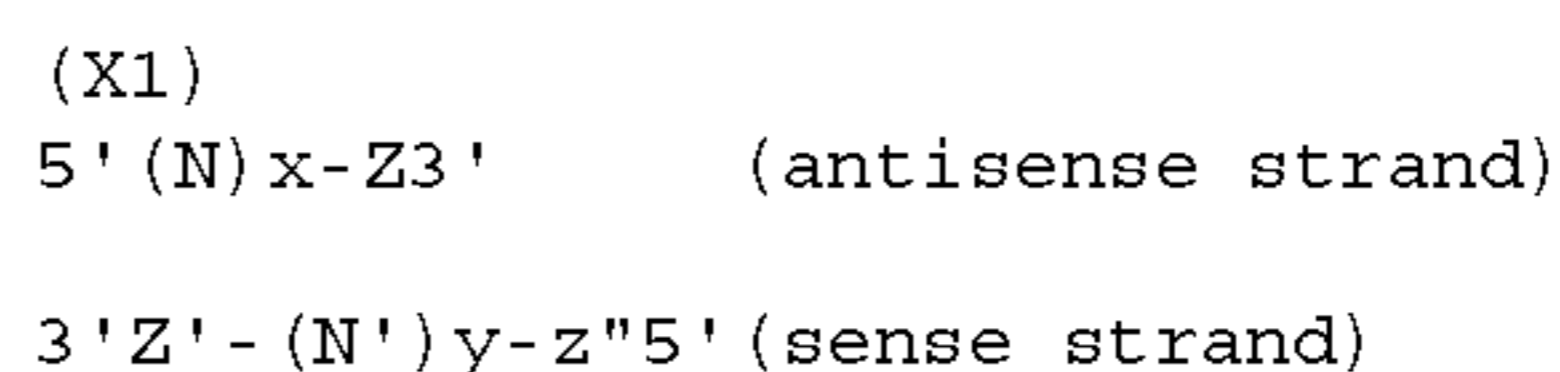 (X1)
5'(N)x-Z3' (antisense strand)
3'Z'-(N')y-z"5'(sense strand)